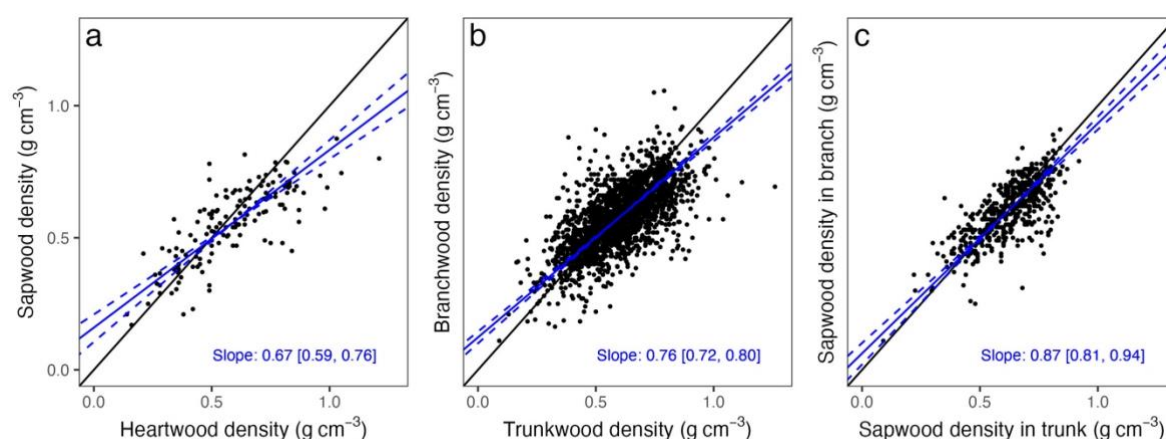 a
Sapwood density (g cm⁻³)
1.0
0.5
0.0
Slope: 0.67 [0.59, 0.76]
0.0 0.5 1.0
Heartwood density (g cm⁻³)
b
Branchwood density (g cm⁻³)
Slope: 0.76 [0.72, 0.80]
0.0 0.5 1.0
Trunkwood density (g cm⁻³)
c
Sapwood density in branch (g cm⁻³)
Slope: 0.87 [0.81, 0.94]
0.0 0.5 1.0
Sapwood density in trunk (g cm⁻³)